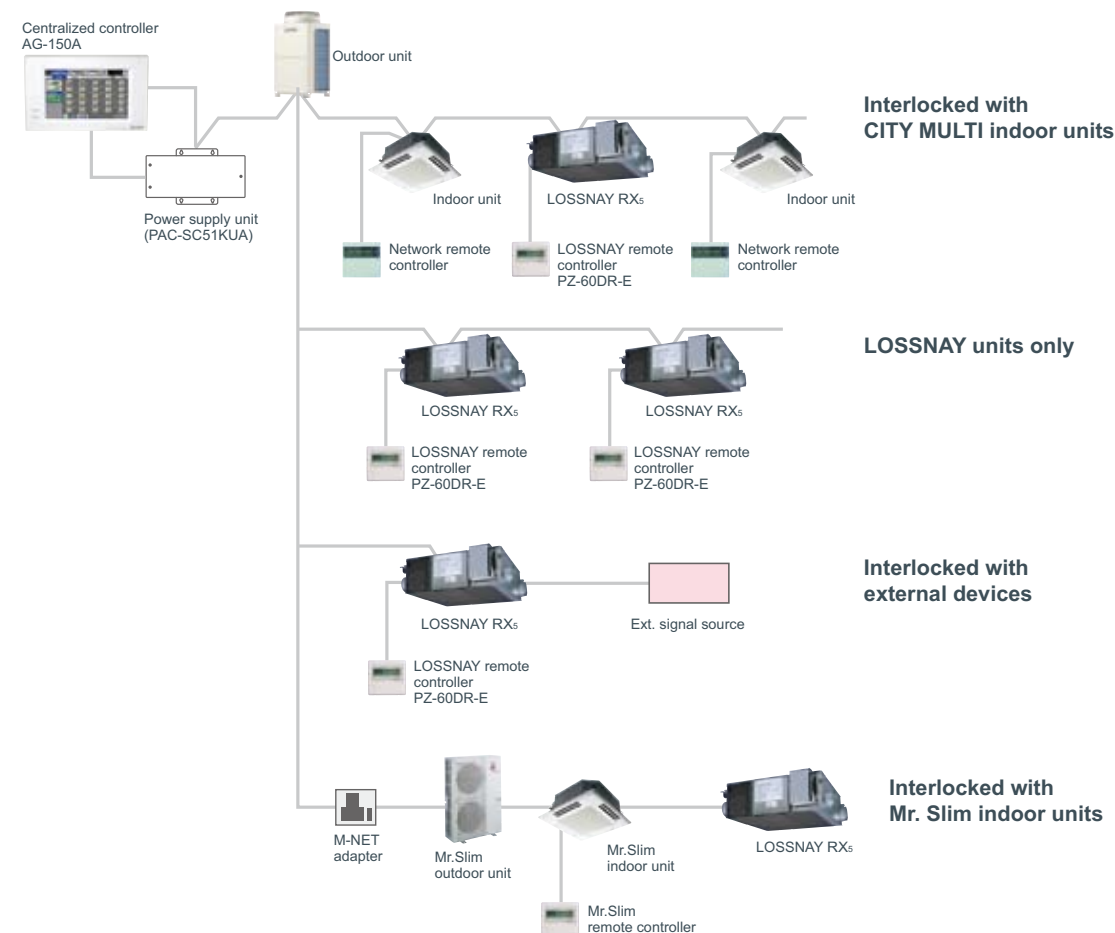 Centralized controller
AG-150A
Outdoor unit
Power supply unit
(PAC-SC51KUA)
Indoor unit
LOSSNAY RX5
Indoor unit
Network remote
controller
LOSSNAY remote
controller
PZ-60DR-E
Network remote
controller
Interlocked with
CITY MULTI indoor units
LOSSNAY RX5
LOSSNAY RX5
LOSSNAY remote
controller
PZ-60DR-E
LOSSNAY remote
controller
PZ-60DR-E
LOSSNAY units only
LOSSNAY RX5
Ext. signal source
LOSSNAY remote
controller
PZ-60DR-E
Interlocked with
external devices
M-NET
adapter
Mr.Slim
outdoor unit
Mr.Slim
indoor unit
LOSSNAY RX5
Mr.Slim
remote controller
Interlocked with
Mr. Slim indoor units